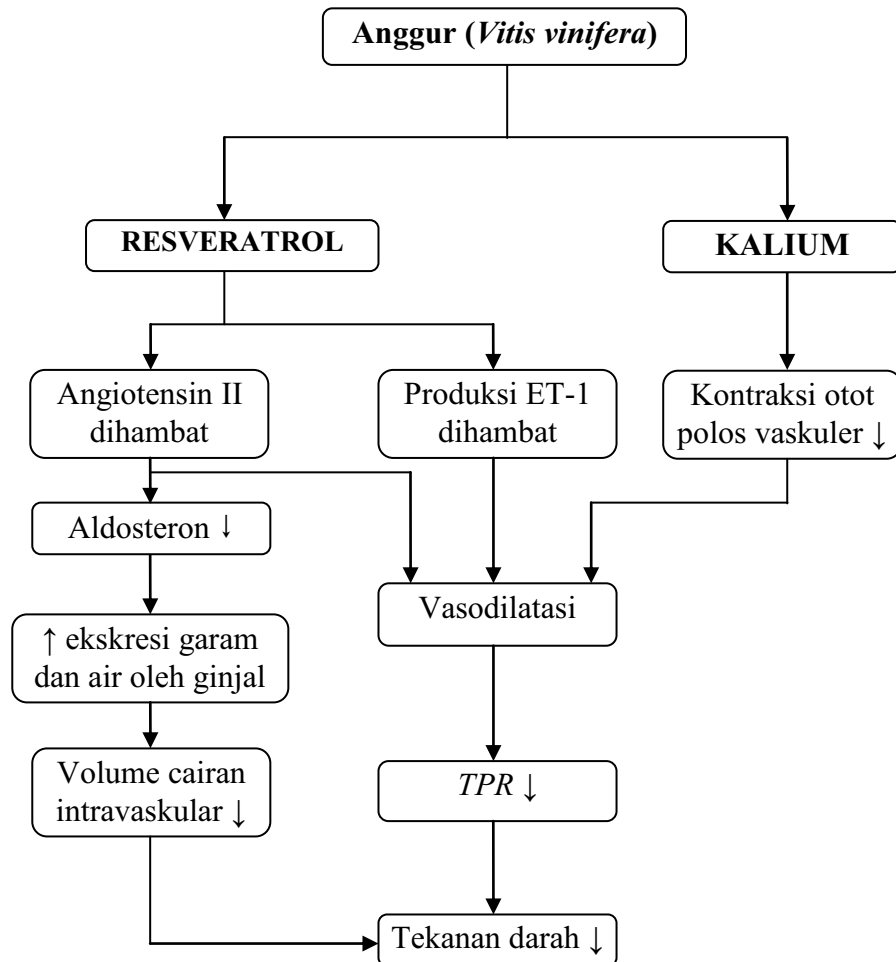 Anggur (Vitis vinifera)
RESVERATROL
KALIUM
Angiotensin II
dihambat
Produksi ET-1
dihambat
Kontraksi otot
polos vaskuler ↓
Aldosteron ↓
Vasodilatasi
↑ ekskresi garam
dan air oleh ginjal
Volume cairan
intravaskular ↓
TPR ↓
Tekanan darah ↓